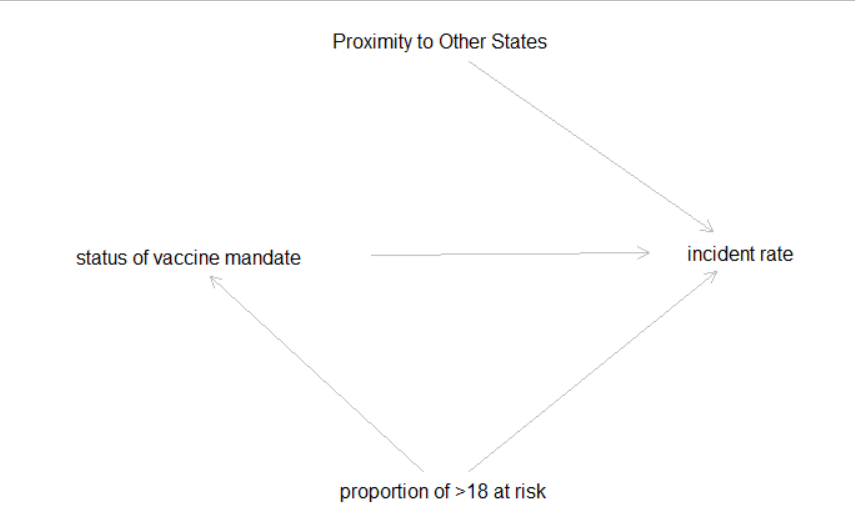 Proximity to Other States
status of vaccine mandate
incident rate
proportion of >18 at risk